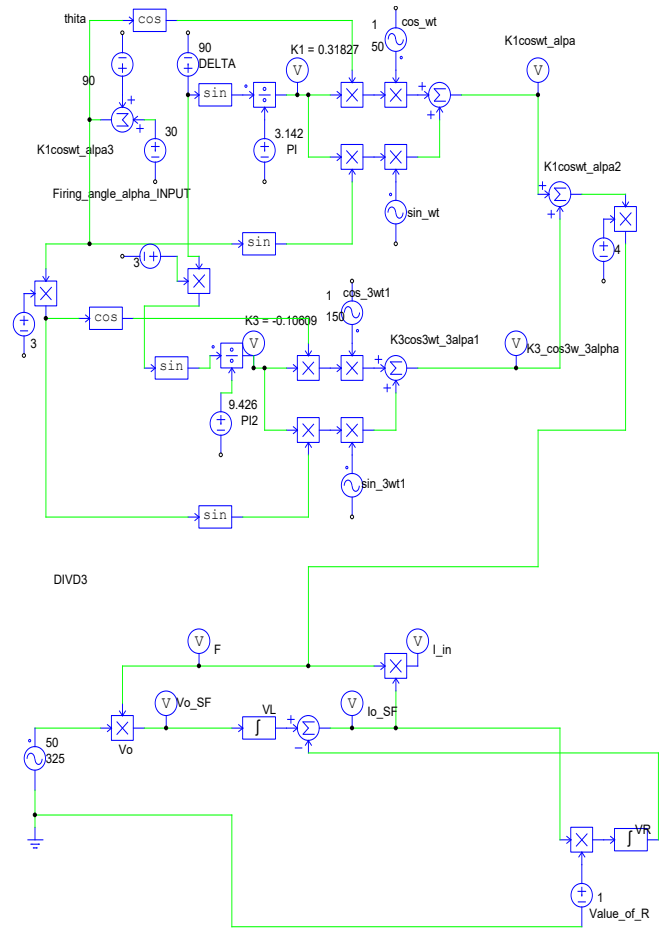 thita
cos
90
90
DELTA
sin
÷
K1 = 0.31827
V
1
50
cos_wt
K1coswt_alpa
V
X
X
Σ
Σ
30
3.142
PI
K1coswt_alpa3
Firing_angle_alpha_INPUT
X
X
sin_wt
K1coswt_alpa2
Σ
X
4
sin
3
X
X
3
cos
sin
÷
K3 = -0.10609
V
1
150
cos_3wt1
K3cos3wt_3alpa1
V
K3_cos3w_3alpha
X
X
Σ
9.426
PI2
X
X
sin_3wt1
sin
DIVD3
V
F
V
I_in
X
V
Vo_SF
VL
∫
Σ
V
Io_SF
X
Vo
50
325
X
∫
VR
1
Value_of_R